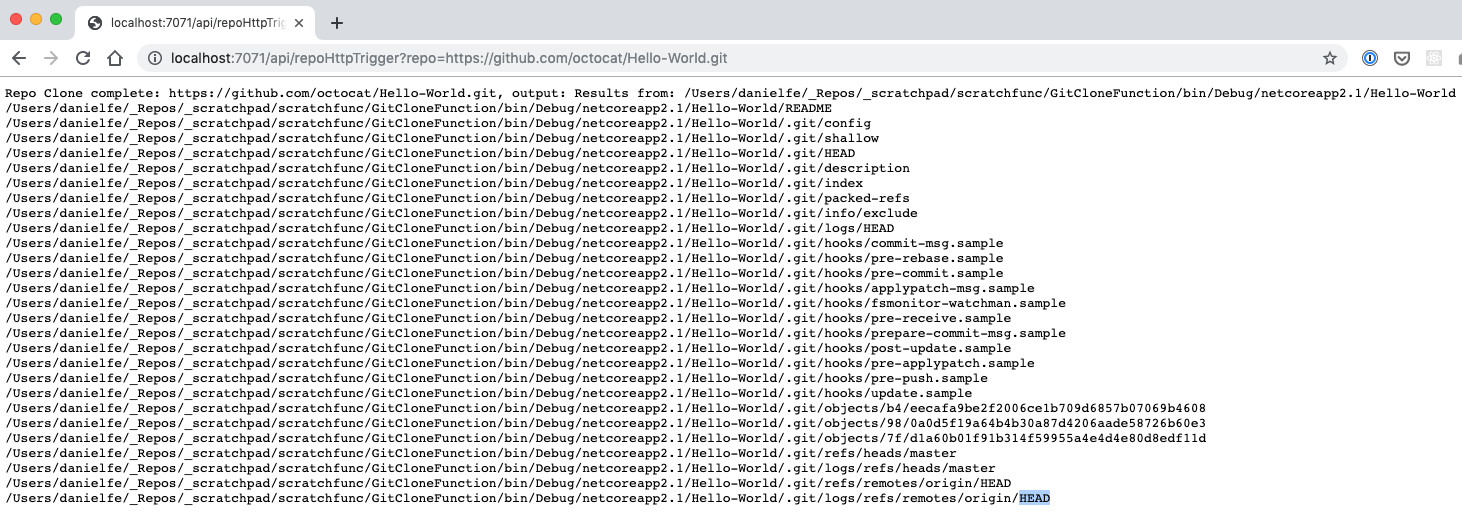 localhost:7071/api/repoHttpTrig
localhost:7071/api/repoHttpTrigger?repo=https://github.com/octocat/Hello-World.git
Repo Clone complete: https://github.com/octocat/Hello-World.git, output: Results from: /Users/danielfe/_Repos/_scratchpad/scratchfunc/GitCloneFunction/bin/Debug/netcoreapp2.1/Hello-World
/Users/danielfe/_Repos/_scratchpad/scratchfunc/GitCloneFunction/bin/Debug/netcoreapp2.1/Hello-World/README
/Users/danielfe/_Repos/_scratchpad/scratchfunc/GitCloneFunction/bin/Debug/netcoreapp2.1/Hello-World/.git/config
/Users/danielfe/_Repos/_scratchpad/scratchfunc/GitCloneFunction/bin/Debug/netcoreapp2.1/Hello-World/.git/shallow
/Users/danielfe/_Repos/_scratchpad/scratchfunc/GitCloneFunction/bin/Debug/netcoreapp2.1/Hello-World/.git/HEAD
/Users/danielfe/_Repos/_scratchpad/scratchfunc/GitCloneFunction/bin/Debug/netcoreapp2.1/Hello-World/.git/description
/Users/danielfe/_Repos/_scratchpad/scratchfunc/GitCloneFunction/bin/Debug/netcoreapp2.1/Hello-World/.git/index
/Users/danielfe/_Repos/_scratchpad/scratchfunc/GitCloneFunction/bin/Debug/netcoreapp2.1/Hello-World/.git/packed-refs
/Users/danielfe/_Repos/_scratchpad/scratchfunc/GitCloneFunction/bin/Debug/netcoreapp2.1/Hello-World/.git/info/exclude
/Users/danielfe/_Repos/_scratchpad/scratchfunc/GitCloneFunction/bin/Debug/netcoreapp2.1/Hello-World/.git/logs/HEAD
/Users/danielfe/_Repos/_scratchpad/scratchfunc/GitCloneFunction/bin/Debug/netcoreapp2.1/Hello-World/.git/hooks/commit-msg.sample
/Users/danielfe/_Repos/_scratchpad/scratchfunc/GitCloneFunction/bin/Debug/netcoreapp2.1/Hello-World/.git/hooks/pre-rebase.sample
/Users/danielfe/_Repos/_scratchpad/scratchfunc/GitCloneFunction/bin/Debug/netcoreapp2.1/Hello-World/.git/hooks/pre-commit.sample
/Users/danielfe/_Repos/_scratchpad/scratchfunc/GitCloneFunction/bin/Debug/netcoreapp2.1/Hello-World/.git/hooks/applypatch-msg.sample
/Users/danielfe/_Repos/_scratchpad/scratchfunc/GitCloneFunction/bin/Debug/netcoreapp2.1/Hello-World/.git/hooks/fsmonitor-watchman.sample
/Users/danielfe/_Repos/_scratchpad/scratchfunc/GitCloneFunction/bin/Debug/netcoreapp2.1/Hello-World/.git/hooks/pre-receive.sample
/Users/danielfe/_Repos/_scratchpad/scratchfunc/GitCloneFunction/bin/Debug/netcoreapp2.1/Hello-World/.git/hooks/prepare-commit-msg.sample
/Users/danielfe/_Repos/_scratchpad/scratchfunc/GitCloneFunction/bin/Debug/netcoreapp2.1/Hello-World/.git/hooks/post-update.sample
/Users/danielfe/_Repos/_scratchpad/scratchfunc/GitCloneFunction/bin/Debug/netcoreapp2.1/Hello-World/.git/hooks/pre-applypatch.sample
/Users/danielfe/_Repos/_scratchpad/scratchfunc/GitCloneFunction/bin/Debug/netcoreapp2.1/Hello-World/.git/hooks/pre-push.sample
/Users/danielfe/_Repos/_scratchpad/scratchfunc/GitCloneFunction/bin/Debug/netcoreapp2.1/Hello-World/.git/hooks/update.sample
/Users/danielfe/_Repos/_scratchpad/scratchfunc/GitCloneFunction/bin/Debug/netcoreapp2.1/Hello-World/.git/objects/b4/eecafa9be2f2006ce1b709d6857b07069b4608
/Users/danielfe/_Repos/_scratchpad/scratchfunc/GitCloneFunction/bin/Debug/netcoreapp2.1/Hello-World/.git/objects/98/0a0d5f19a64b4b30a87d4206aade58726b60e3
/Users/danielfe/_Repos/_scratchpad/scratchfunc/GitCloneFunction/bin/Debug/netcoreapp2.1/Hello-World/.git/objects/7f/d1a60b01f91b314f59955a4e4d4e80d8edf11d
/Users/danielfe/_Repos/_scratchpad/scratchfunc/GitCloneFunction/bin/Debug/netcoreapp2.1/Hello-World/.git/refs/heads/master
/Users/danielfe/_Repos/_scratchpad/scratchfunc/GitCloneFunction/bin/Debug/netcoreapp2.1/Hello-World/.git/logs/refs/heads/master
/Users/danielfe/_Repos/_scratchpad/scratchfunc/GitCloneFunction/bin/Debug/netcoreapp2.1/Hello-World/.git/refs/remotes/origin/HEAD
/Users/danielfe/_Repos/_scratchpad/scratchfunc/GitCloneFunction/bin/Debug/netcoreapp2.1/Hello-World/.git/logs/refs/remotes/origin/HEAD